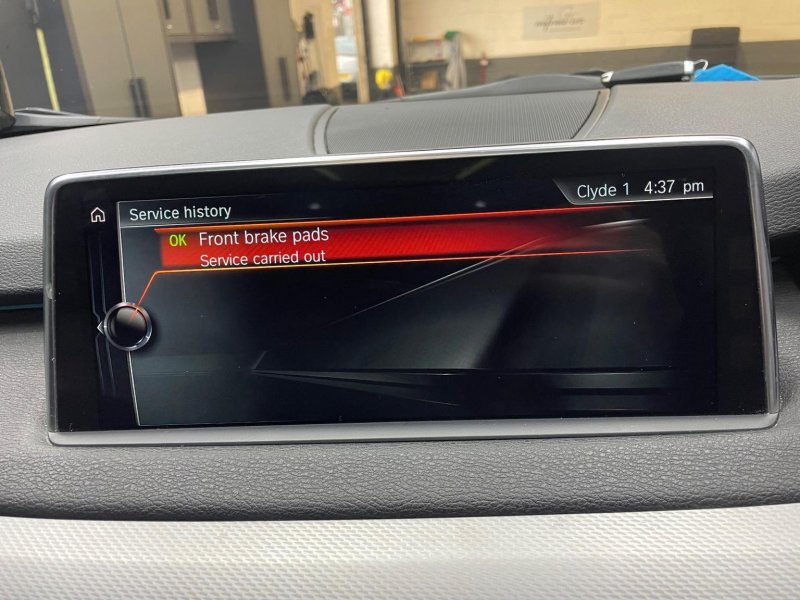 Clyde 1 4:37 pm
Service history
OK Front brake pads
Service carried out